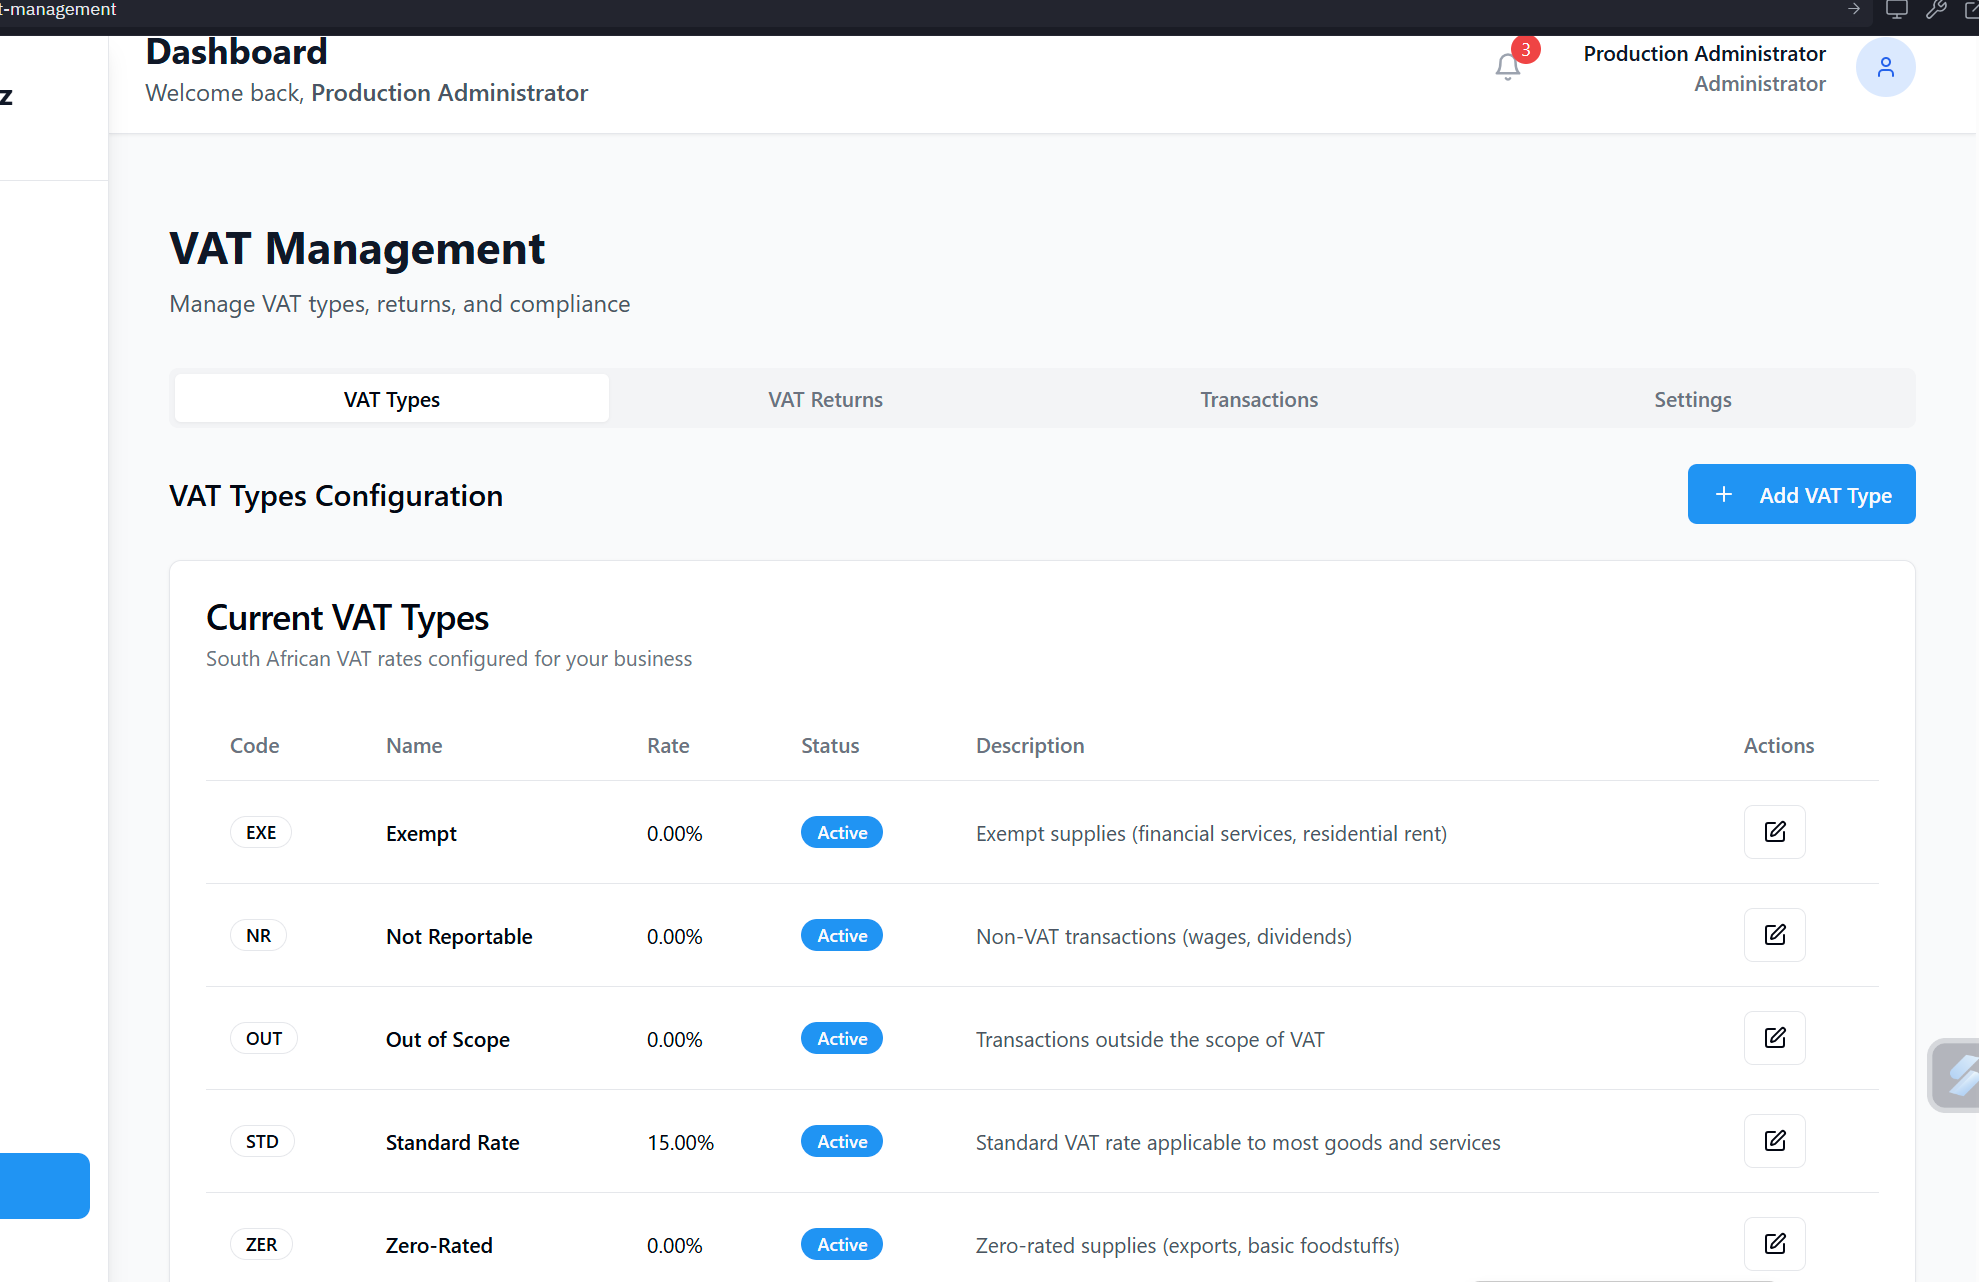 t-management
Dashboard
Welcome back, Production Administrator
3
Production Administrator
Administrator
z
VAT Management
Manage VAT types, returns, and compliance
VAT Types
VAT Returns
Transactions
Settings
VAT Types Configuration
+ Add VAT Type
Current VAT Types
South African VAT rates configured for your business
Code Name Rate Status Description Actions
EXE Exempt 0.00% Active Exempt supplies (financial services, residential rent)
NR Not Reportable 0.00% Active Non-VAT transactions (wages, dividends)
OUT Out of Scope 0.00% Active Transactions outside the scope of VAT
STD Standard Rate 15.00% Active Standard VAT rate applicable to most goods and services
ZER Zero-Rated 0.00% Active Zero-rated supplies (exports, basic foodstuffs)